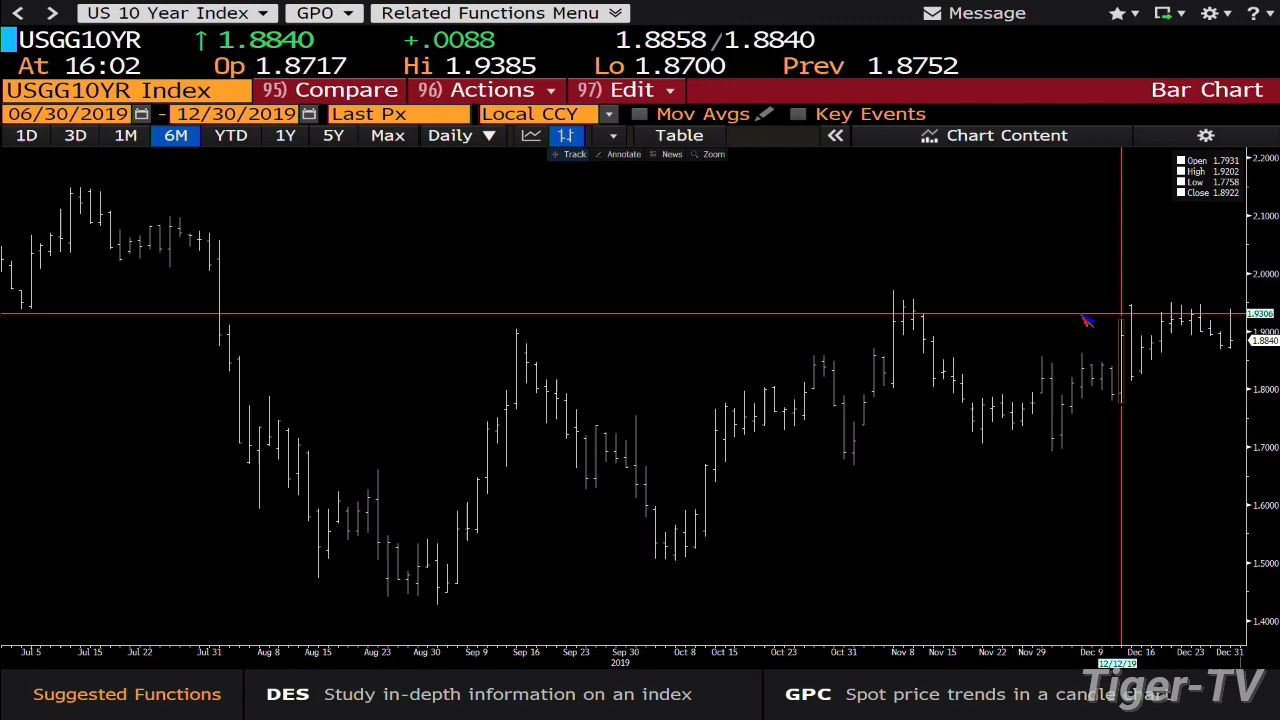 US 10 Year Index GPO Related Functions Menu Message ?
USGG10YR ↑ 1.8840 +.0088 1.8858/1.8840
At 16:02 Op 1.8717 Hi 1.9385 Lo 1.8700 Prev 1.8752
USGG10YR Index 95) Compare 96) Actions 97) Edit Bar Chart
06/30/2019 - 12/30/2019 Last Px Local CCY Mov Avgs Key Events
1D 3D 1M 6M YTD 1Y 5Y Max Daily ▼ Table « Chart Content
Track Annotate News Zoom
Open 1.7931
High 1.9202
Low 1.7758
Close 1.8922
2.2000
2.1000
2.0000
1.9306
1.9000
1.8840
1.8000
1.7000
1.6000
1.5000
1.4000
Jul 5 Jul 15 Jul 22 Jul 31 Aug 8 Aug 15 Aug 23 Aug 30 Sep 9 Sep 16 Sep 23 Sep 30 Oct 8 Oct 15 Oct 23 Oct 31 Nov 8 Nov 15 Nov 22 Nov 29 Dec 9 Dec 16 Dec 23 Dec 31
2019 12/12/19
Suggested Functions DES Study in-depth information on an index GPC Spot price trends in a candle chart
Tiger-TV